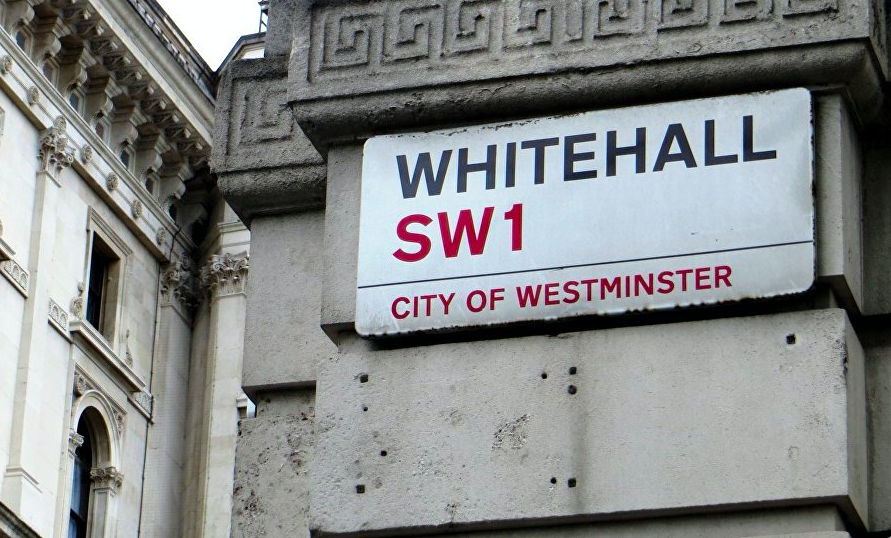 WHITEHALL
SW1
CITY OF WESTMINSTER